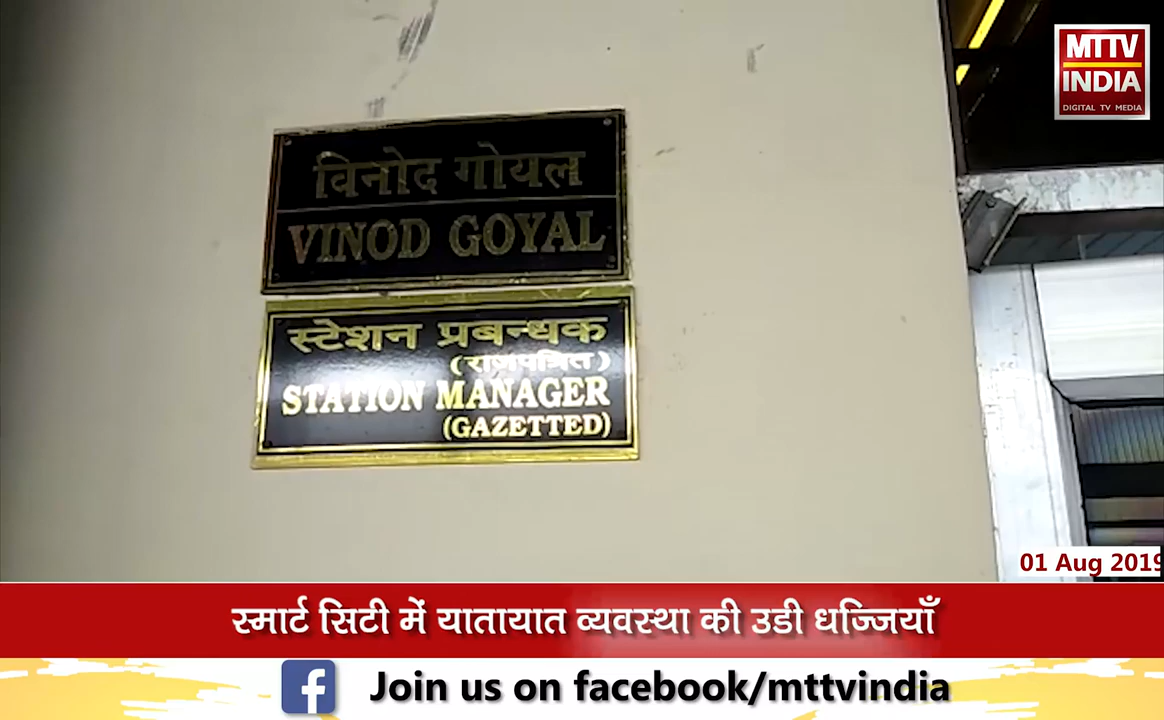 MTTV
INDIA
DIGITAL TV MEDIA
विनोद गोयल
VINOD GOYAL
स्टेशन प्रबन्धक
(राजपत्रित)
STATION MANAGER
(GAZETTED)
01 Aug 2019
स्मार्ट सिटी में यातायात व्यवस्था की उडी धज्जियाँ
Join us on facebook/mttvindia